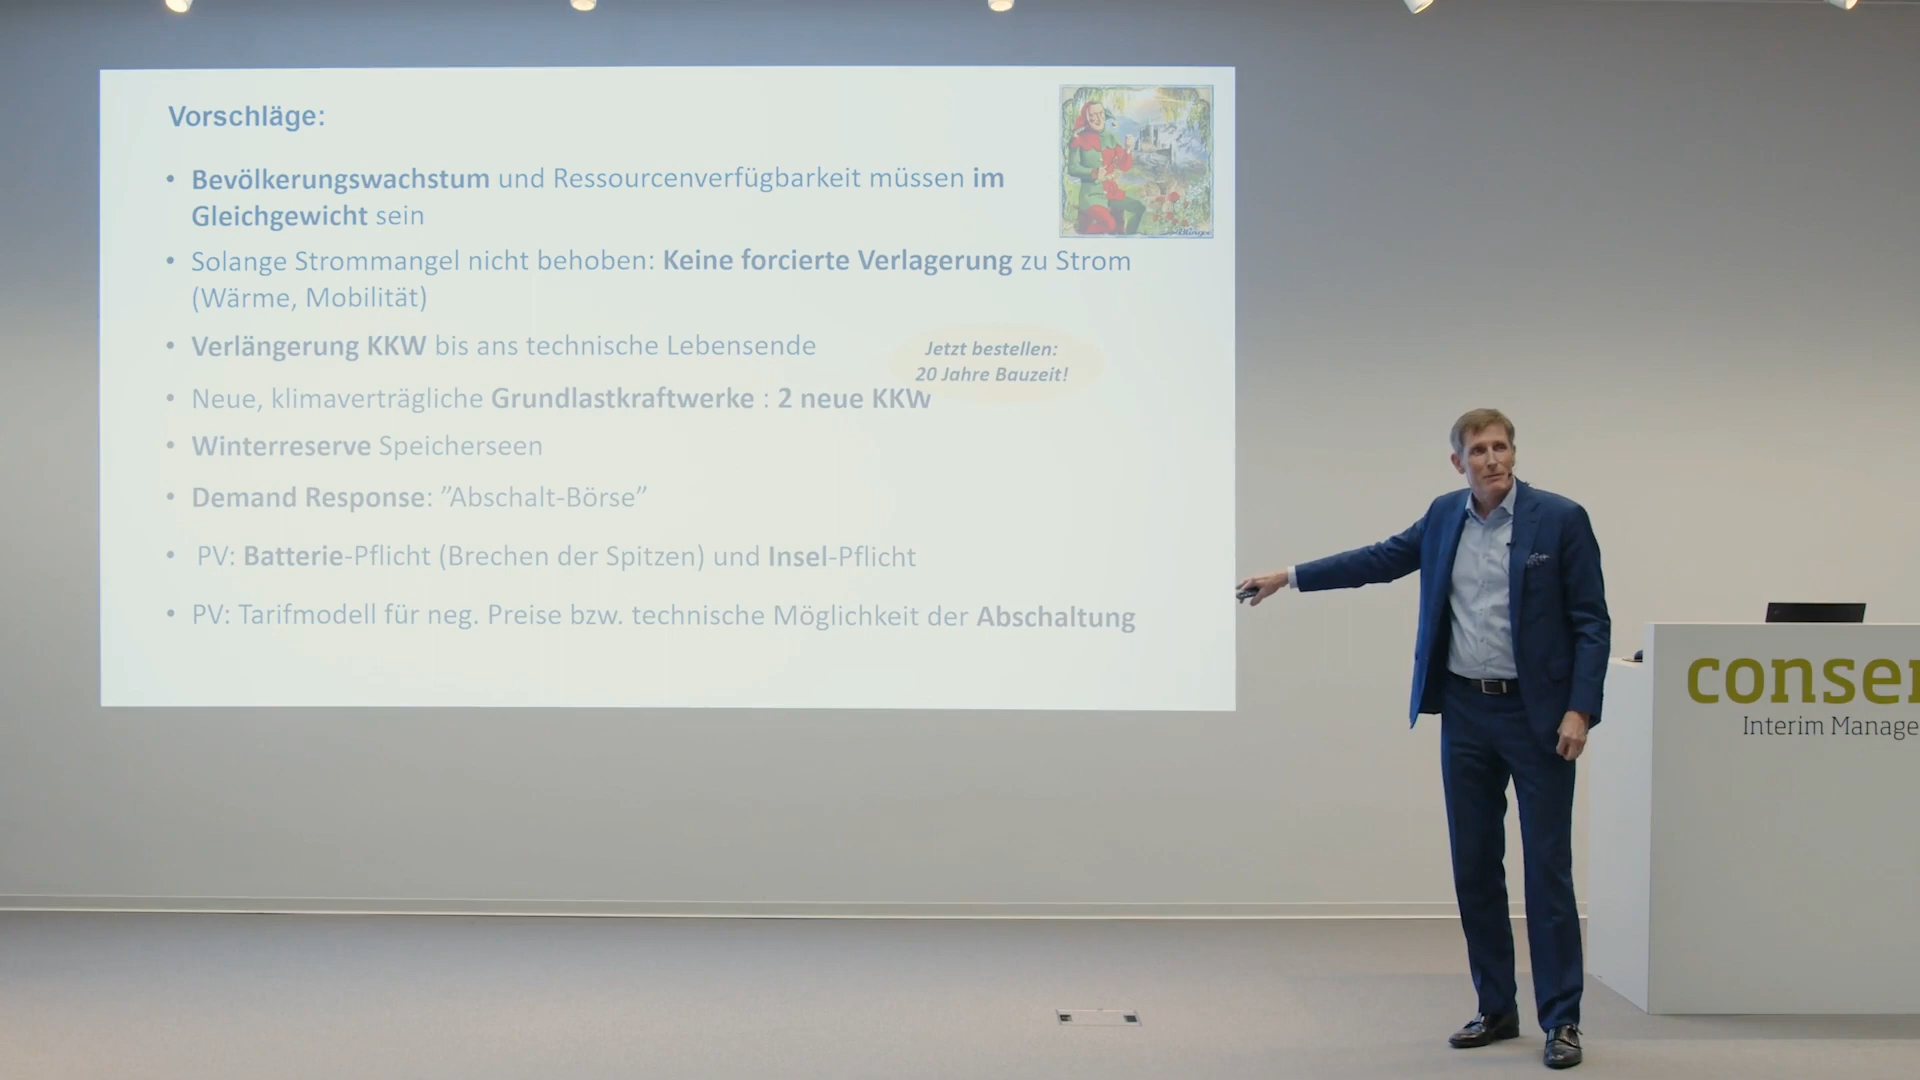 Vorschläge:
• Bevölkerungswachstum und Ressourcenverfügbarkeit müssen im
Gleichgewicht sein
• Solange Strommangel nicht behoben: Keine forcierte Verlagerung zu Strom
(Wärme, Mobilität)
• Verlängerung KKW bis ans technische Lebensende
Jetzt bestellen:
20 Jahre Bauzeit!
• Neue, klimaverträgliche Grundlastkraftwerke : 2 neue KKW
• Winterreserve Speicherseen
• Demand Response: ”Abschalt-Börse”
• PV: Batterie-Pflicht (Brechen der Spitzen) und Insel-Pflicht
• PV: Tarifmodell für neg. Preise bzw. technische Möglichkeit der Abschaltung
conse
Interim Manage